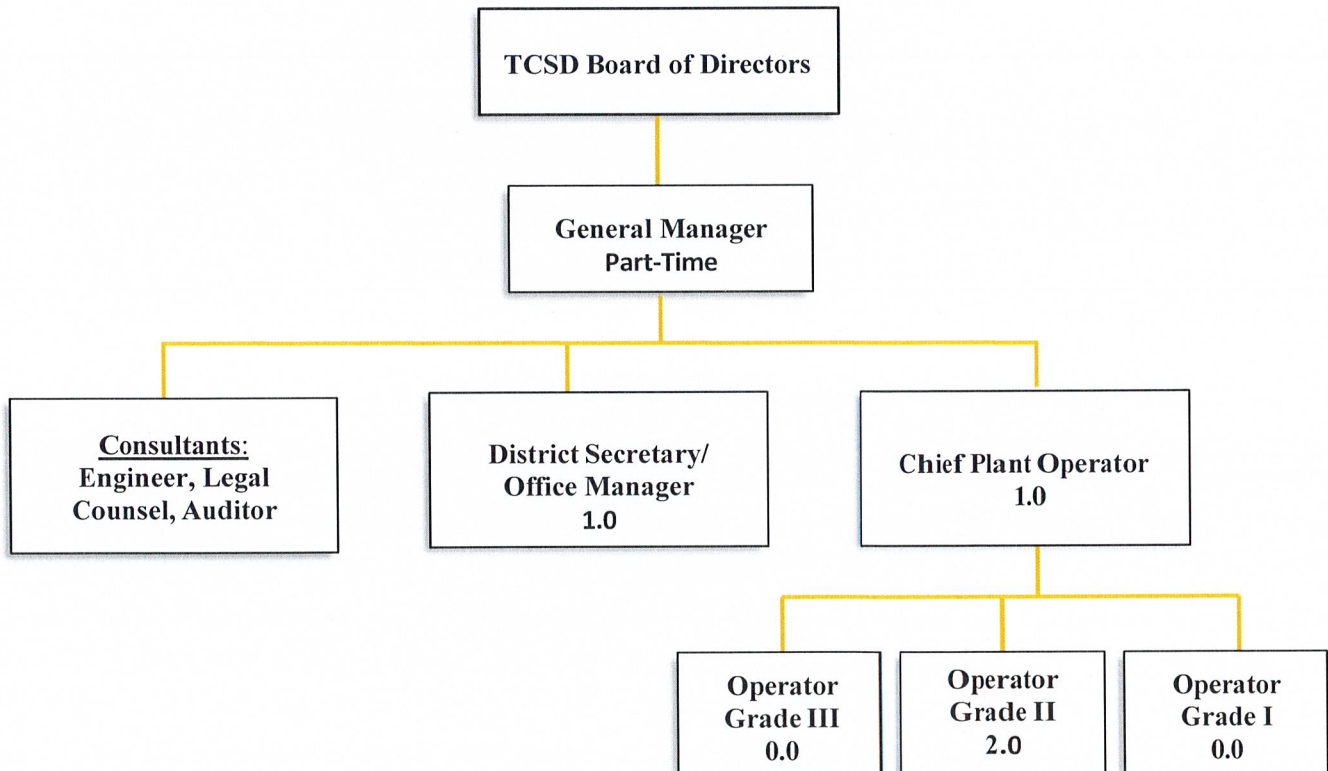 TCSD Board of Directors
General Manager
Part-Time
Consultants:
Engineer, Legal
Counsel, Auditor
District Secretary/
Office Manager
1.0
Chief Plant Operator
1.0
Operator
Grade III
0.0
Operator
Grade II
2.0
Operator
Grade I
0.0